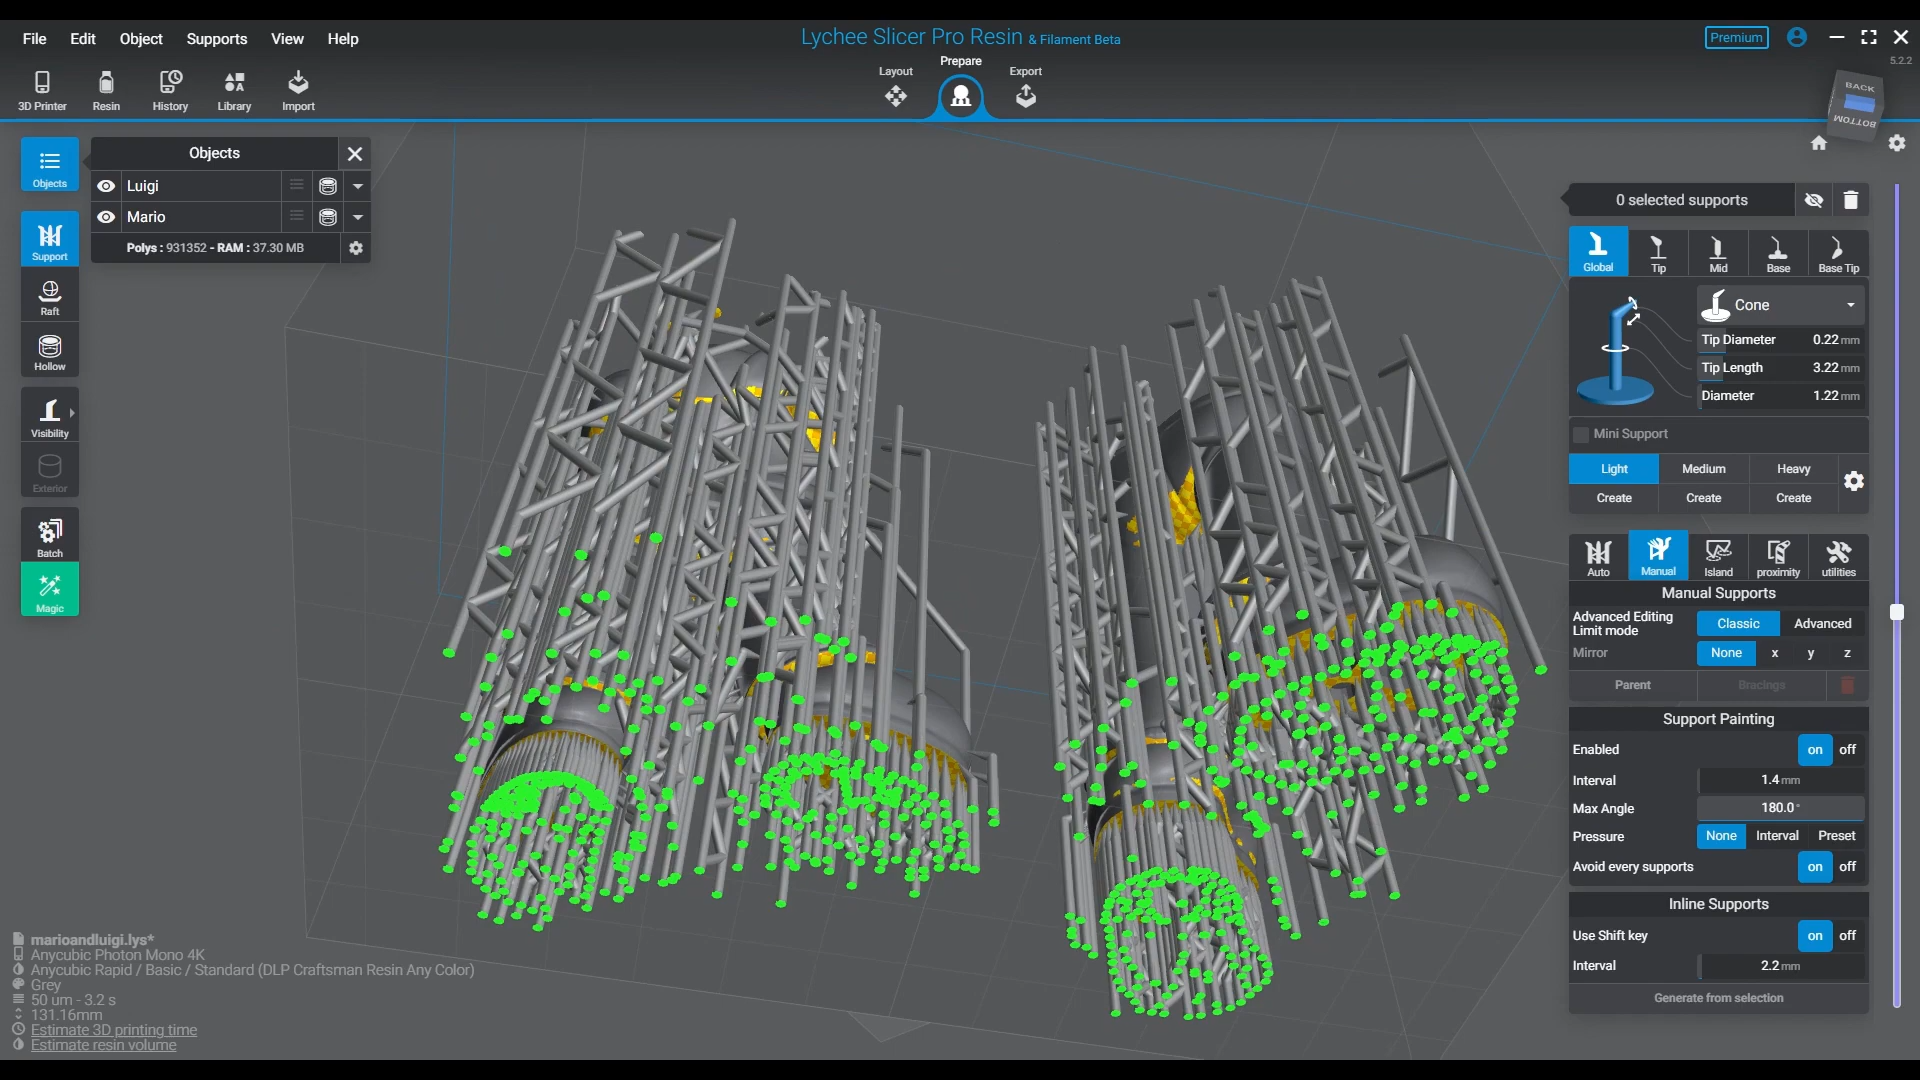 File Edit Object Supports View Help
Lychee Slicer Pro Resin & Filament Beta
Premium
5.2.2
3D Printer Resin History Library Import
Layout Prepare Export
BACK
BOTTOM
Objects
Objects
Luigi
Mario
Polys : 931352 - RAM : 37.30 MB
Support
Raft
Hollow
Visibility
Exterior
Batch
Magic
0 selected supports
Global Tip Mid Base Base Tip
Cone
Tip Diameter 0.22 mm
Tip Length 3.22 mm
Diameter 1.22 mm
Mini Support
Light Medium Heavy
Create Create Create
Auto Manual Island proximity utilities
Manual Supports
Advanced Editing
Limit mode
Classic Advanced
Mirror None x y z
Parent Bracings
Support Painting
Enabled on off
Interval 1.4 mm
Max Angle 180.0 °
Pressure None Interval Preset
Avoid every supports on off
Inline Supports
Use Shift key on off
Interval 2.2 mm
Generate from selection
marioandluigi.lys*
Anycubic Photon Mono 4K
Anycubic Rapid / Basic / Standard (DLP Craftsman Resin Any Color)
Grey
50 um - 3.2 s
131.16mm
Estimate 3D printing time
Estimate resin volume